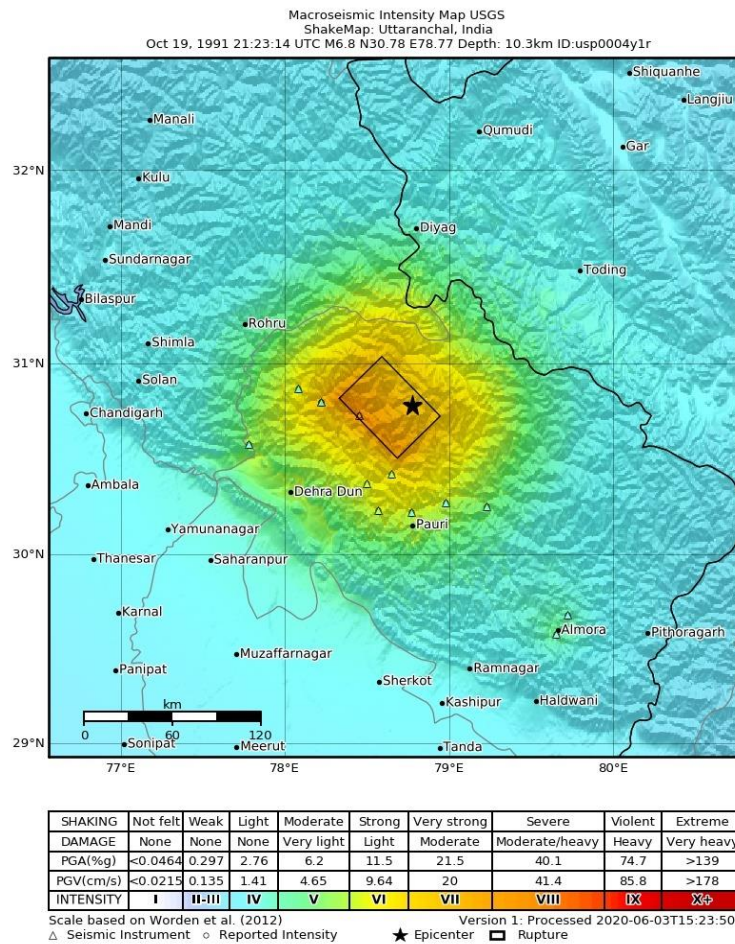 Macroseismic Intensity Map USGS
ShakeMap: Uttaranchal, India
Oct 19, 1991 21:23:14 UTC M6.8 N30.78 E78.77 Depth: 10.3km ID:usp0004y1r
Shiquanhe
Langjiu
Manali
Qumudi
Gar
32°N
Kulu
Mandi
Diyag
Sundarnagar
Toding
Bilaspur
Rohru
Shimla
31°N
Solan
Chandigarh
Ambala
Dehra Dun
Yamunanagar
Pauri
30°N
Thanesar
Saharanpur
Karnal
Almora
Pithoragarh
Muzaffarnagar
Panipat
Ramnagar
Sherkot
km
Kashipur
Haldwani
0 60 120
29°N
Sonipat
Meerut
Tanda
77°E 78°E 79°E 80°E
SHAKING Not felt Weak Light Moderate Strong Very strong Severe Violent Extreme
DAMAGE None None None Very light Light Moderate Moderate/heavy Heavy Very heavy
PGA(%g) <0.0464 0.297 2.76 6.2 11.5 21.5 40.1 74.7 >139
PGV(cm/s) <0.0215 0.135 1.41 4.65 9.64 20 41.4 85.8 >178
INTENSITY I II-III IV V VI VII VIII IX X+
Scale based on Worden et al. (2012) Version 1: Processed 2020-06-03T15:23:50
Seismic Instrument Reported Intensity Epicenter Rupture